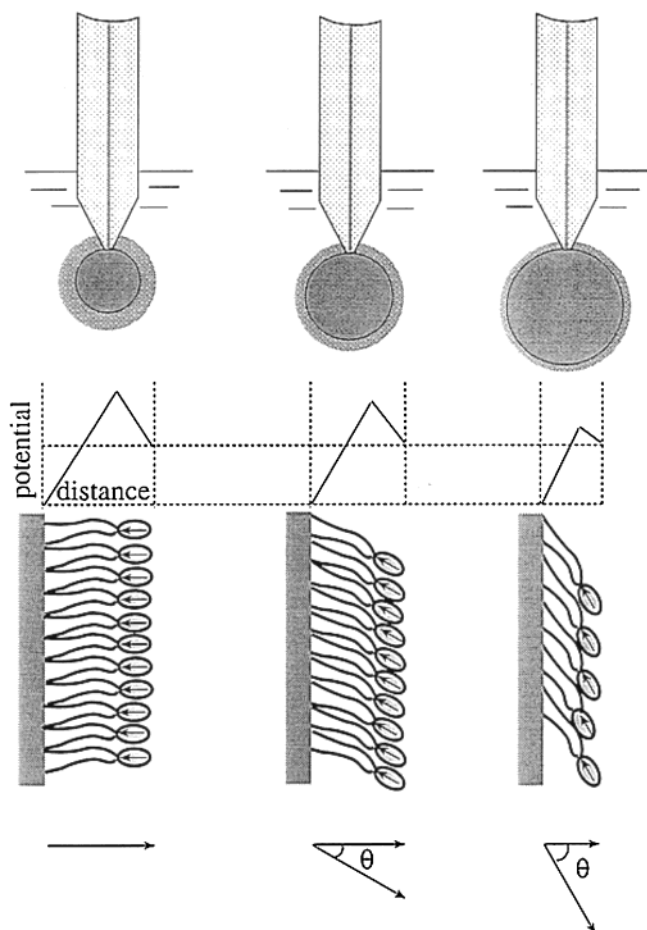 potential
distance
θ
θ